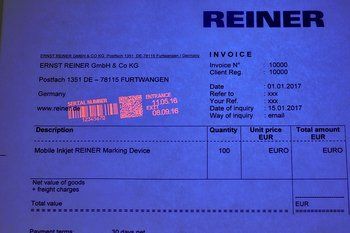 REINER
ERNST REINER GMBH & CO KG Postfach 1351 DE-78115 Furtwangen / Germany
ERNST REINER GmbH & Co KG
Postfach 1351 DE – 78115 FURTWANGEN
Germany
www.reiner.de
SERIAL NUMBER
12345678
ENTRANCE
11.05.16
EXIT
08.09.16
INVOICE
Invoice N° : 10000
Client Reg. : 10000
Date : 01.01.2017
Refer to : xxx
Your Ref. : xxx
Date of inquiry : 15.01.2017
Way of inquiry : email
Description Quantity Unit price EUR Total amount EUR
Mobile Inkjet REINER Marking Device 100 EURO EURO
Net value of goods
+ freight charges
Total value EUR
Payment terms: 30 days net